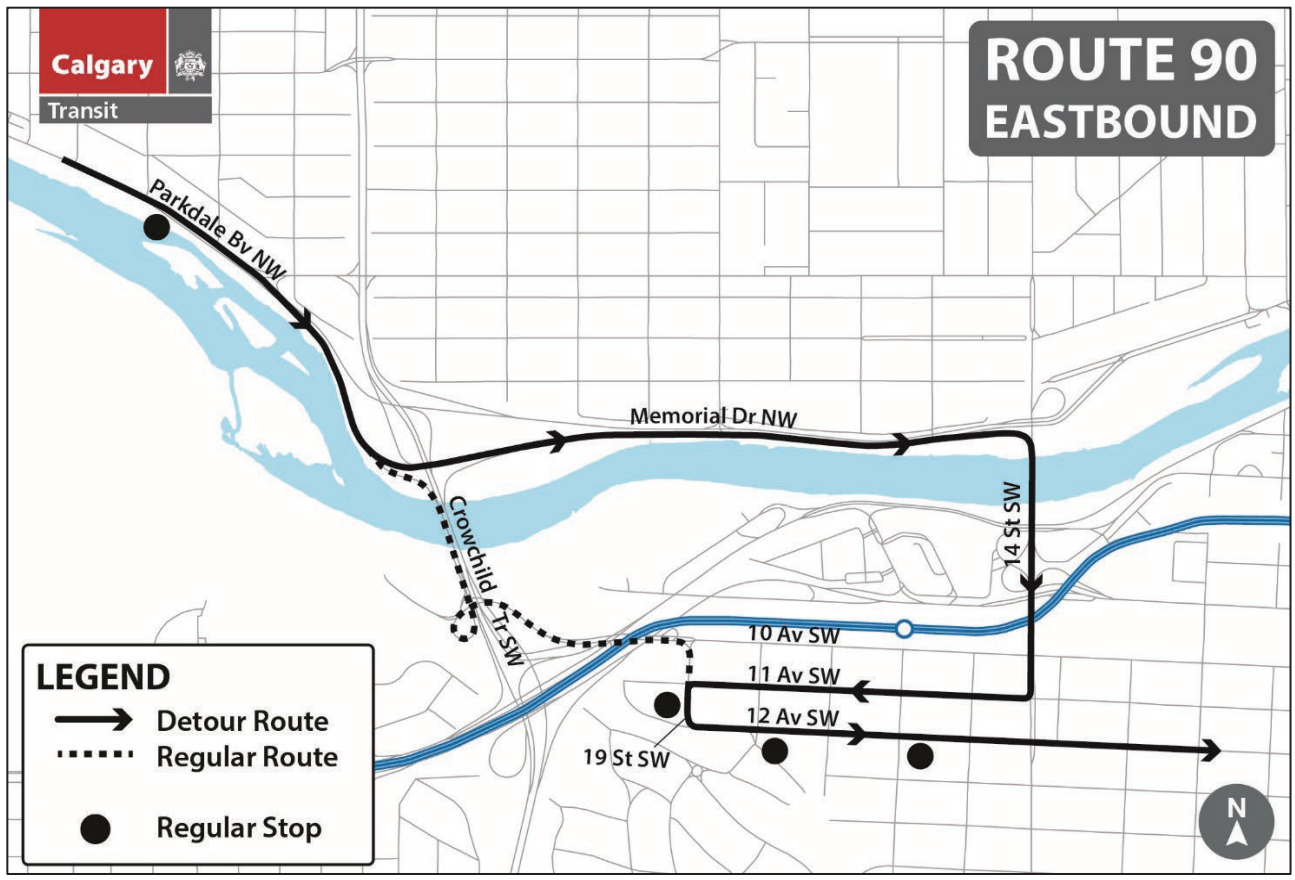 Calgary
Transit
ROUTE 90
EASTBOUND
Parkdale Bv NW
Memorial Dr NW
Crowchild Tr SW
14 St SW
10 Av SW
11 Av SW
12 Av SW
19 St SW
LEGEND
Detour Route
Regular Route
Regular Stop
N